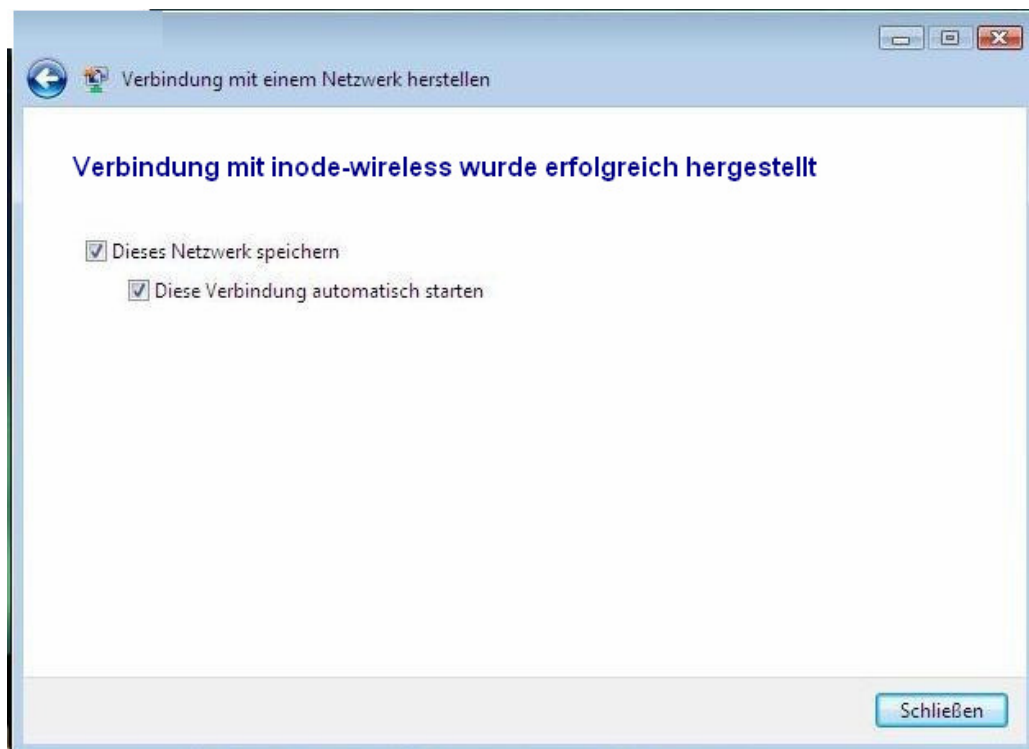 Verbindung mit einem Netzwerk herstellen
Verbindung mit inode-wireless wurde erfolgreich hergestellt
Dieses Netzwerk speichern
Diese Verbindung automatisch starten
Schließen